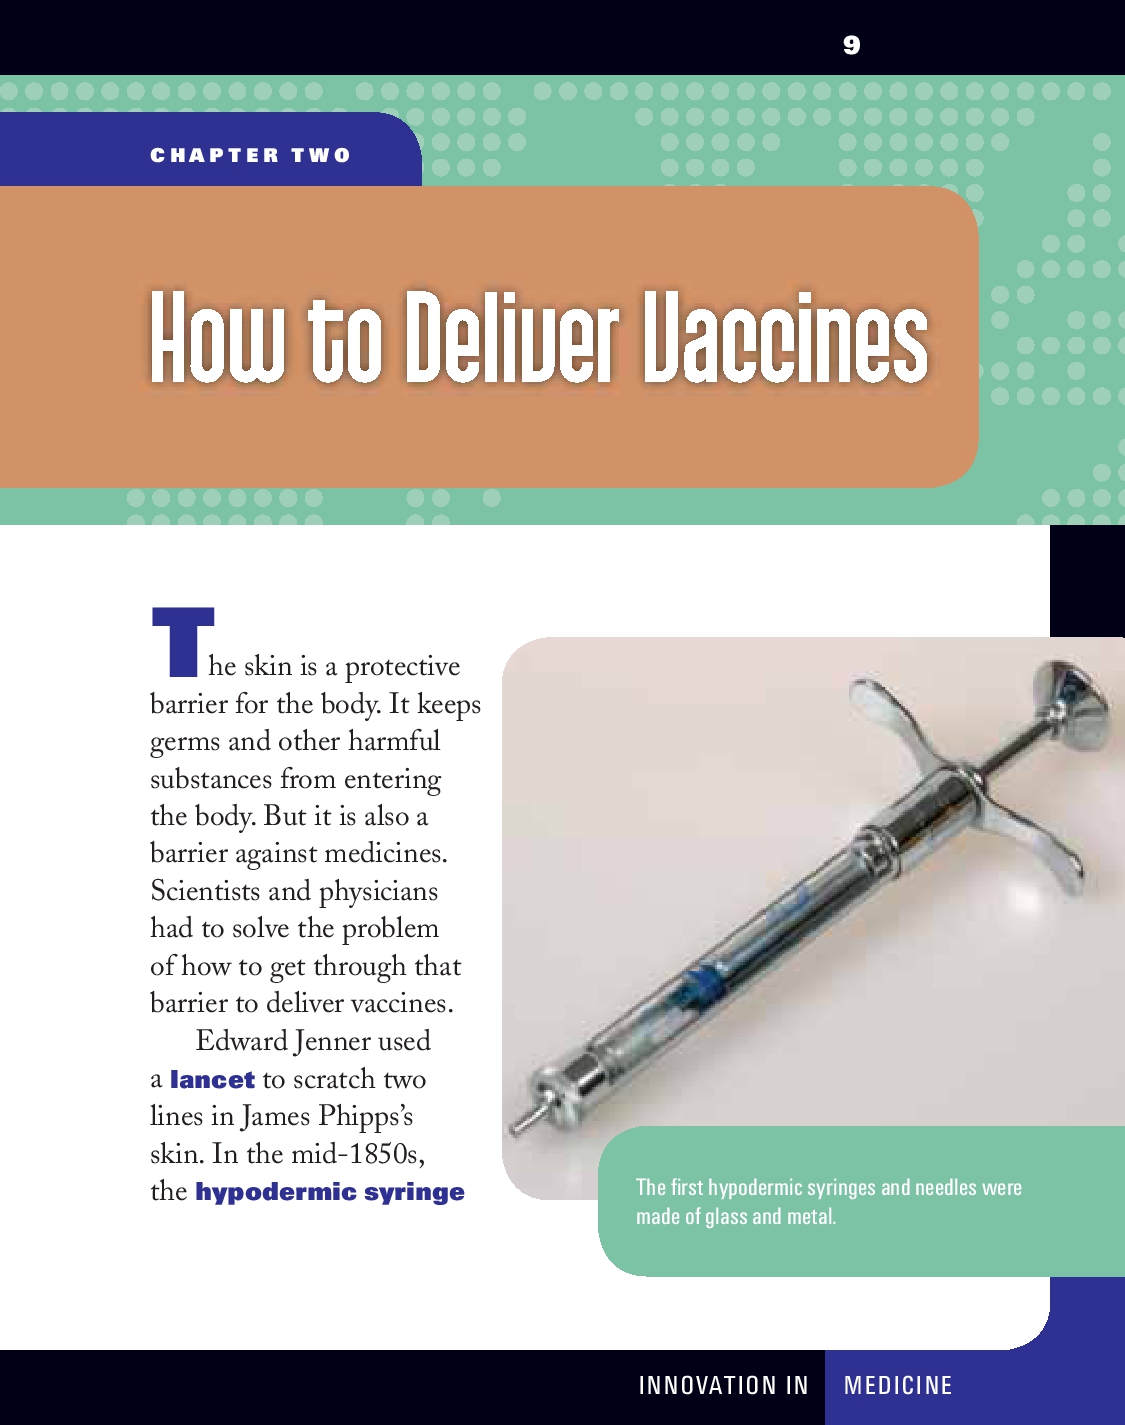 9
CHAPTER TWO
How to Deliver Vaccines
The skin is a protective
barrier for the body. It keeps
germs and other harmful
substances from entering
the body. But it is also a
barrier against medicines.
Scientists and physicians
had to solve the problem
of how to get through that
barrier to deliver vaccines.
Edward Jenner used
a lancet to scratch two
lines in James Phipps’s
skin. In the mid-1850s,
the hypodermic syringe
The first hypodermic syringes and needles were
made of glass and metal.
INNOVATION IN MEDICINE